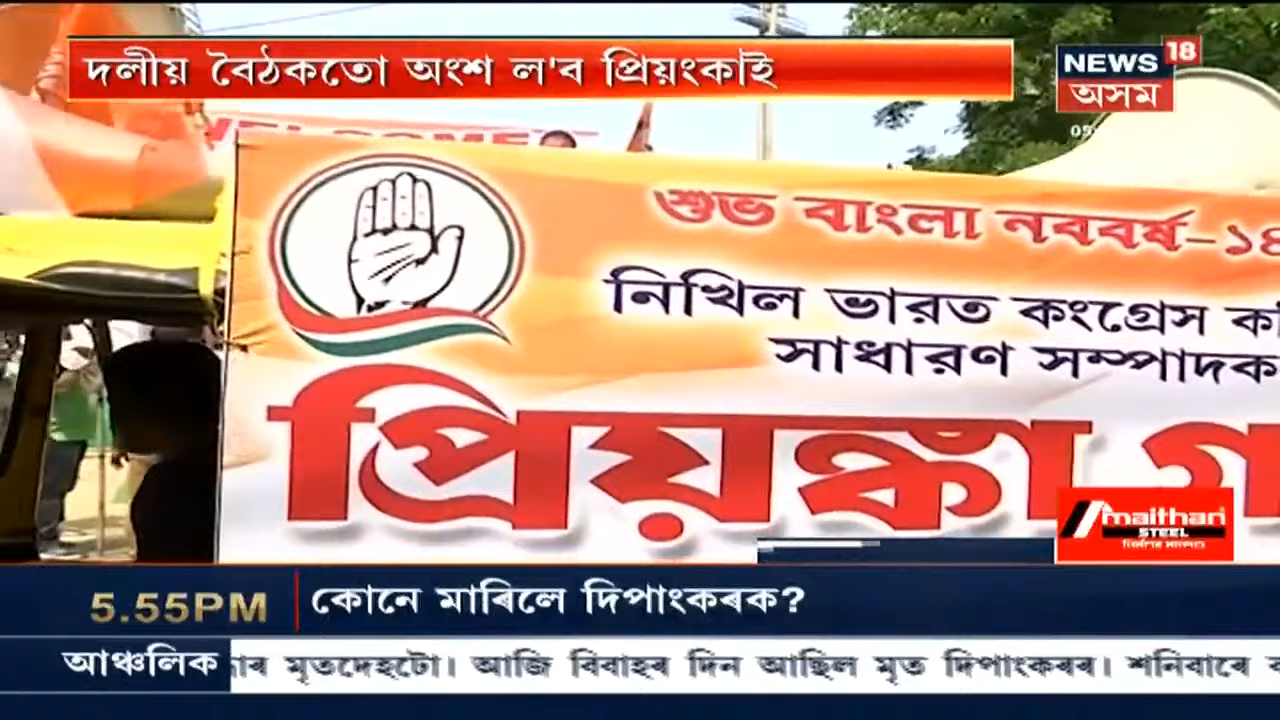 দলীয় বৈঠকতো অংশ ল'ব প্ৰিয়ংকাই
NEWS 18
অসম
WELCOME
শুভ বাংলা নববর্ষ-১৪
নিখিল ভারত কংগ্রেস
সাধারণ সম্পাদক
প্রিয়ঙ্কা গ
maithan
STEEL
5.55PM
কোনে মাৰিলে দিপাংকৰক?
আঞ্চলিক
মৃতদেহটো। আজি বিবাহৰ দিন আছিল মৃত দিপাংকৰৰ। শনিবাৰে